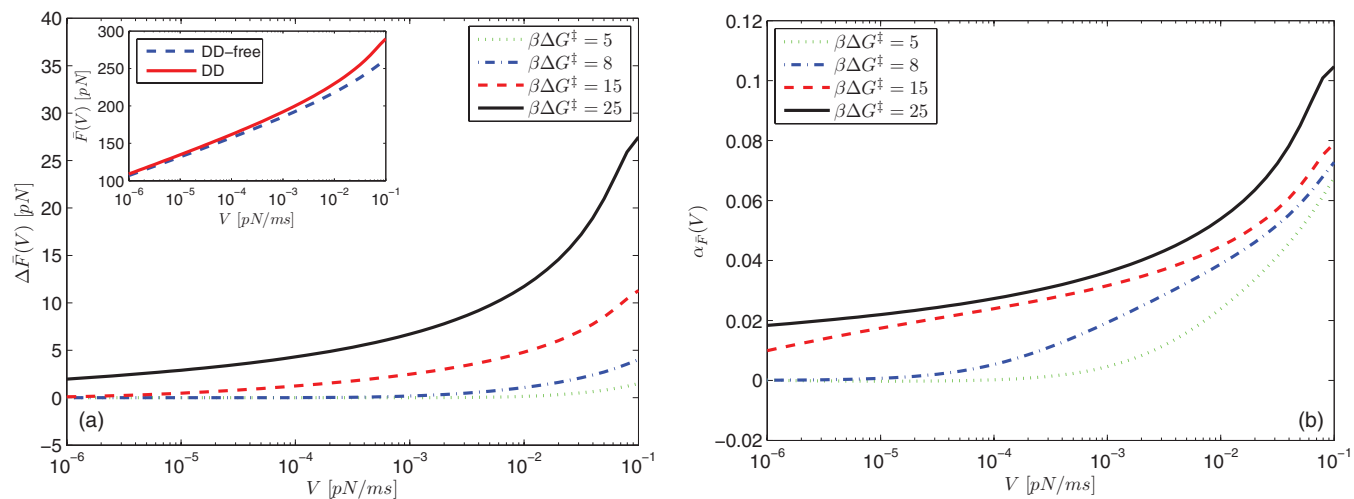 40
35
30
25
20
15
10
5
0
−5
ΔF̄(V) [pN]
10⁻⁶ 10⁻⁵ 10⁻⁴ 10⁻³ 10⁻² 10⁻¹
V [pN/ms]
(a)
300
250
200
150
100
F̄(V) [pN]
10⁻⁶ 10⁻⁵ 10⁻⁴ 10⁻³ 10⁻² 10⁻¹
V [pN/ms]
DD−free
DD
βΔG‡ = 5
βΔG‡ = 8
βΔG‡ = 15
βΔG‡ = 25
0.12
0.1
0.08
0.06
0.04
0.02
0
−0.02
α_F̄(V)
10⁻⁶ 10⁻⁵ 10⁻⁴ 10⁻³ 10⁻² 10⁻¹
V [pN/ms]
(b)
βΔG‡ = 5
βΔG‡ = 8
βΔG‡ = 15
βΔG‡ = 25